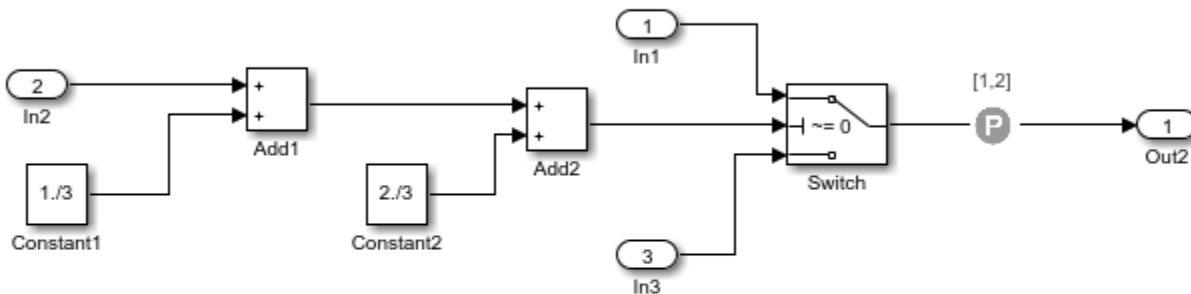 1
In1
2
In2
+
+
Add1
+
+
Add2
~= 0
Switch
[1,2]
P
1
Out2
1./3
Constant1
2./3
Constant2
3
In3